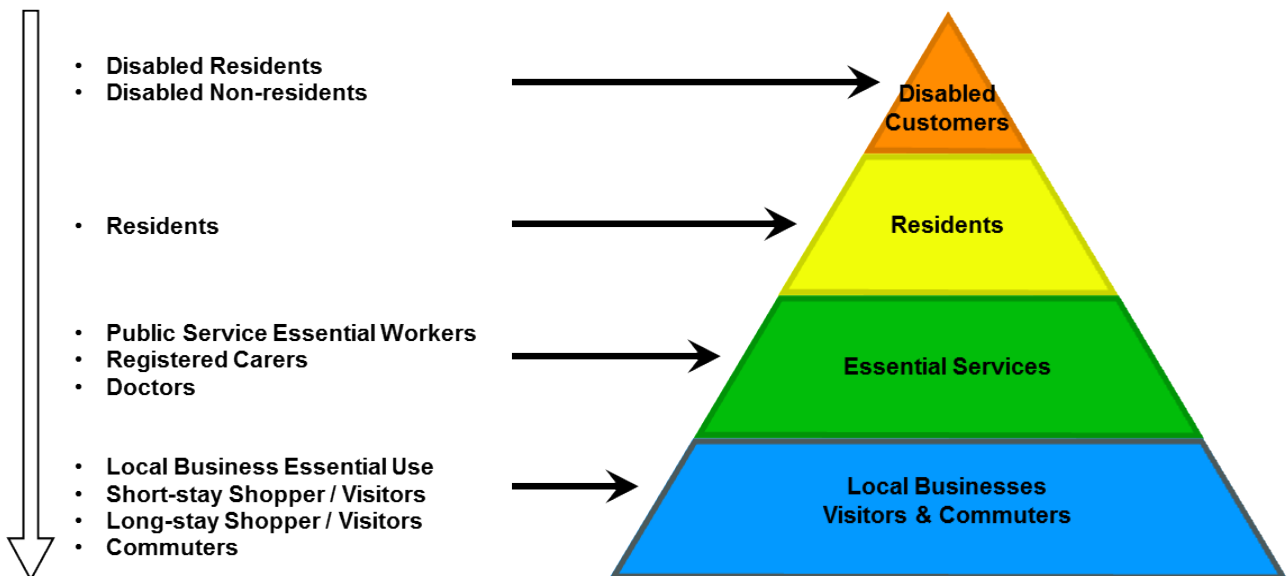 • Disabled Residents
• Disabled Non-residents
Disabled
Customers
• Residents
Residents
• Public Service Essential Workers
• Registered Carers
• Doctors
Essential Services
• Local Business Essential Use
• Short-stay Shopper / Visitors
• Long-stay Shopper / Visitors
• Commuters
Local Businesses
Visitors & Commuters